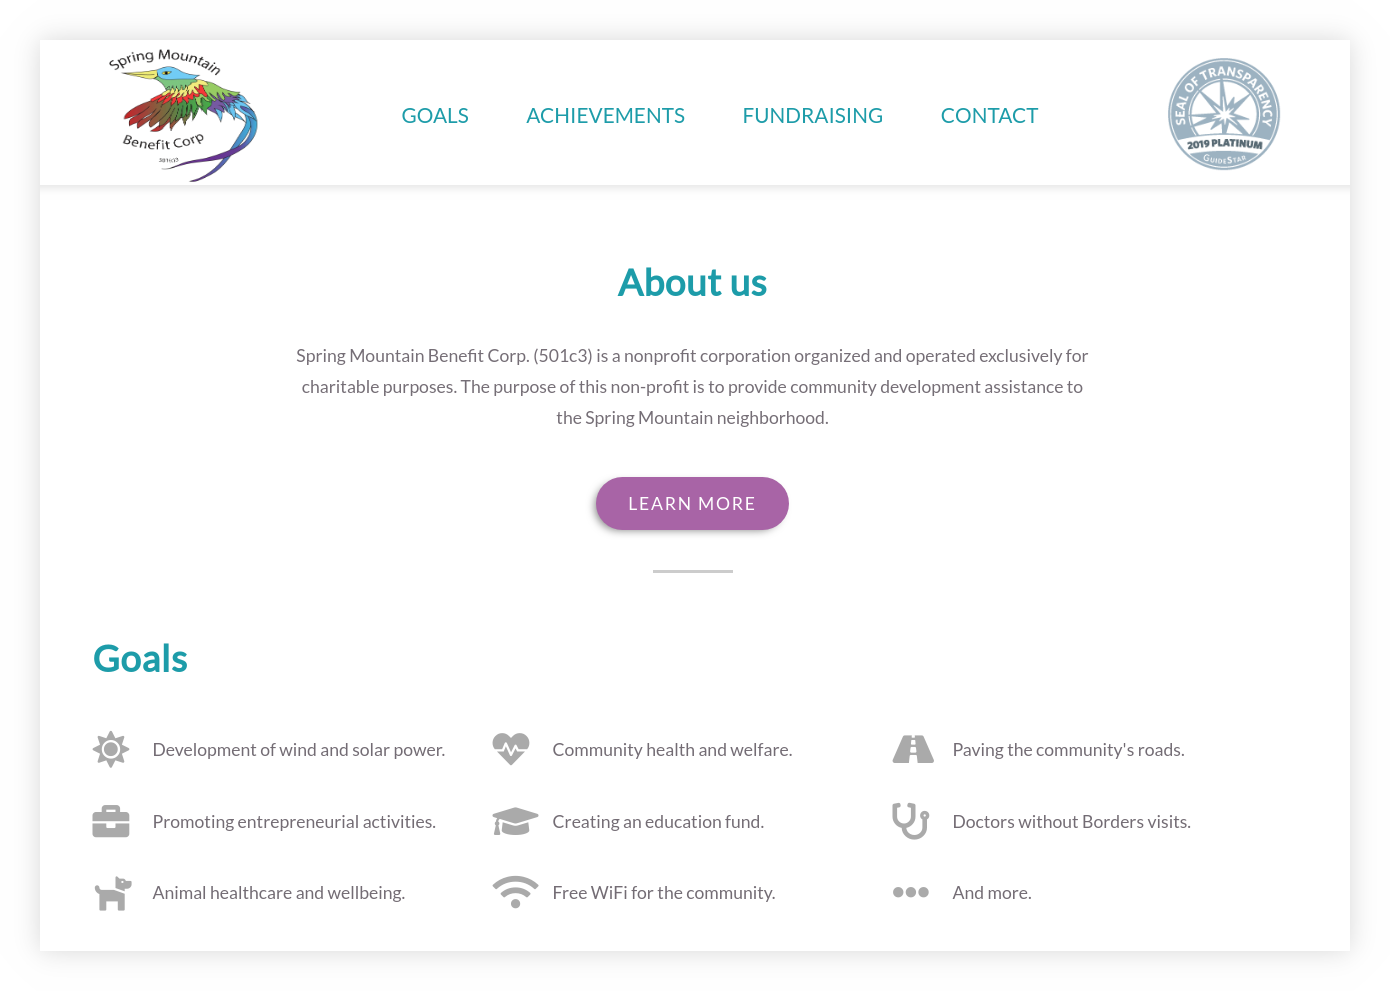 Spring Mountain
Benefit Corp
501(c)3
GOALS
ACHIEVEMENTS
FUNDRAISING
CONTACT
SEAL OF TRANSPARENCY
2019 PLATINUM
GUIDESTAR
About us
Spring Mountain Benefit Corp. (501c3) is a nonprofit corporation organized and operated exclusively for
charitable purposes. The purpose of this non-profit is to provide community development assistance to
the Spring Mountain neighborhood.
LEARN MORE
Goals
Development of wind and solar power.
Community health and welfare.
Paving the community's roads.
Promoting entrepreneurial activities.
Creating an education fund.
Doctors without Borders visits.
Animal healthcare and wellbeing.
Free WiFi for the community.
And more.